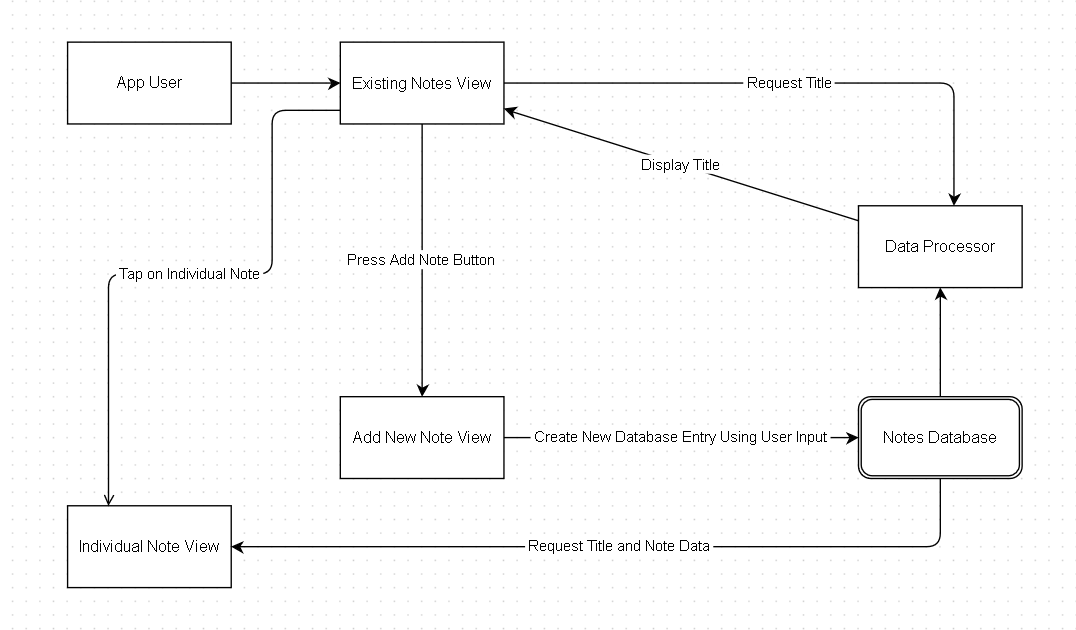 App User
Existing Notes View
Request Title
Display Title
Data Processor
Press Add Note Button
Tap on Individual Note
Add New Note View
Create New Database Entry Using User Input
Notes Database
Individual Note View
Request Title and Note Data